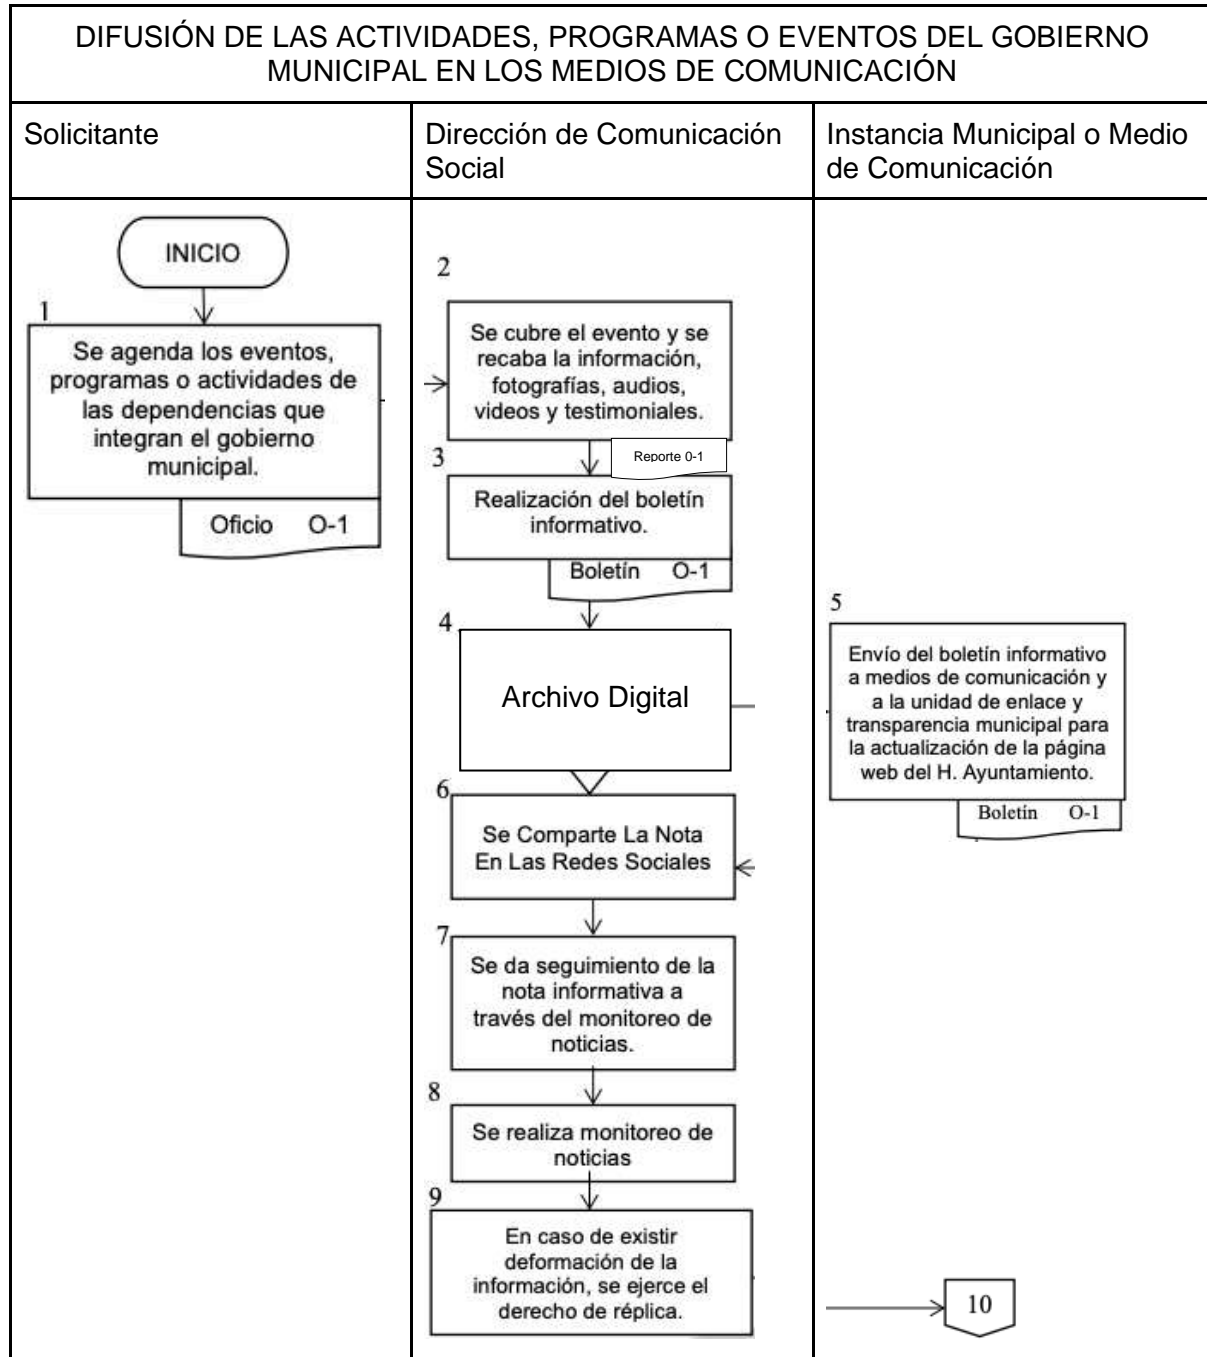 DIFUSIÓN DE LAS ACTIVIDADES, PROGRAMAS O EVENTOS DEL GOBIERNO
MUNICIPAL EN LOS MEDIOS DE COMUNICACIÓN
Solicitante
Dirección de Comunicación
Social
Instancia Municipal o Medio
de Comunicación
INICIO
1
Se agenda los eventos,
programas o actividades de
las dependencias que
integran el gobierno
municipal.
Oficio O-1
2
Se cubre el evento y se
recaba la información,
fotografías, audios,
videos y testimoniales.
Reporte 0-1
3
Realización del boletín
informativo.
Boletín O-1
4
Archivo Digital
5
Envío del boletín informativo
a medios de comunicación y
a la unidad de enlace y
transparencia municipal para
la actualización de la página
web del H. Ayuntamiento.
Boletín O-1
6
Se Comparte La Nota
En Las Redes Sociales
7
Se da seguimiento de la
nota informativa a
través del monitoreo de
noticias.
8
Se realiza monitoreo de
noticias
9
En caso de existir
deformación de la
información, se ejerce el
derecho de réplica.
10